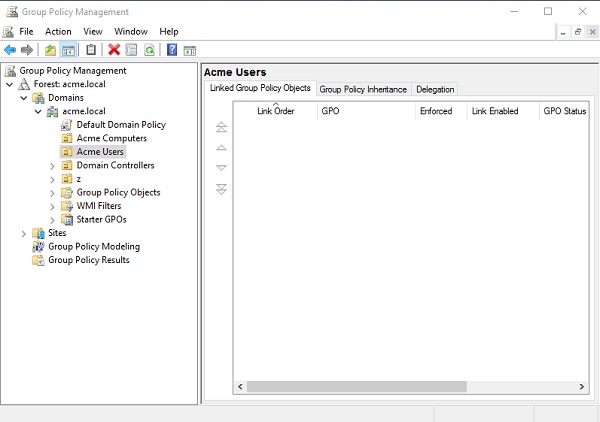 Group Policy Management
File Action View Window Help
Group Policy Management
Forest: acme.local
Domains
acme.local
Default Domain Policy
Acme Computers
Acme Users
Domain Controllers
z
Group Policy Objects
WMI Filters
Starter GPOs
Sites
Group Policy Modeling
Group Policy Results
Acme Users
Linked Group Policy Objects Group Policy Inheritance Delegation
Link Order GPO Enforced Link Enabled GPO Status